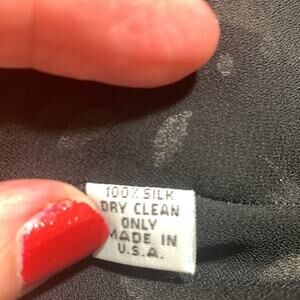 100% SILK
DRY CLEAN
ONLY
MADE IN
U.S.A.